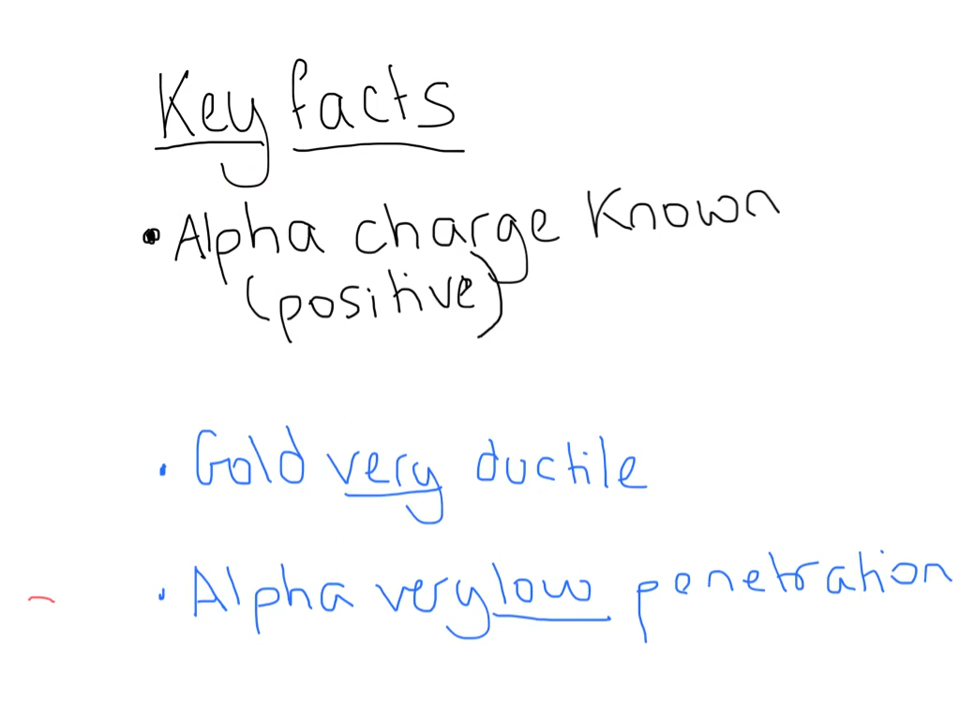 Key facts
• Alpha charge known
(positive)
• Gold very ductile
• Alpha very low penetration